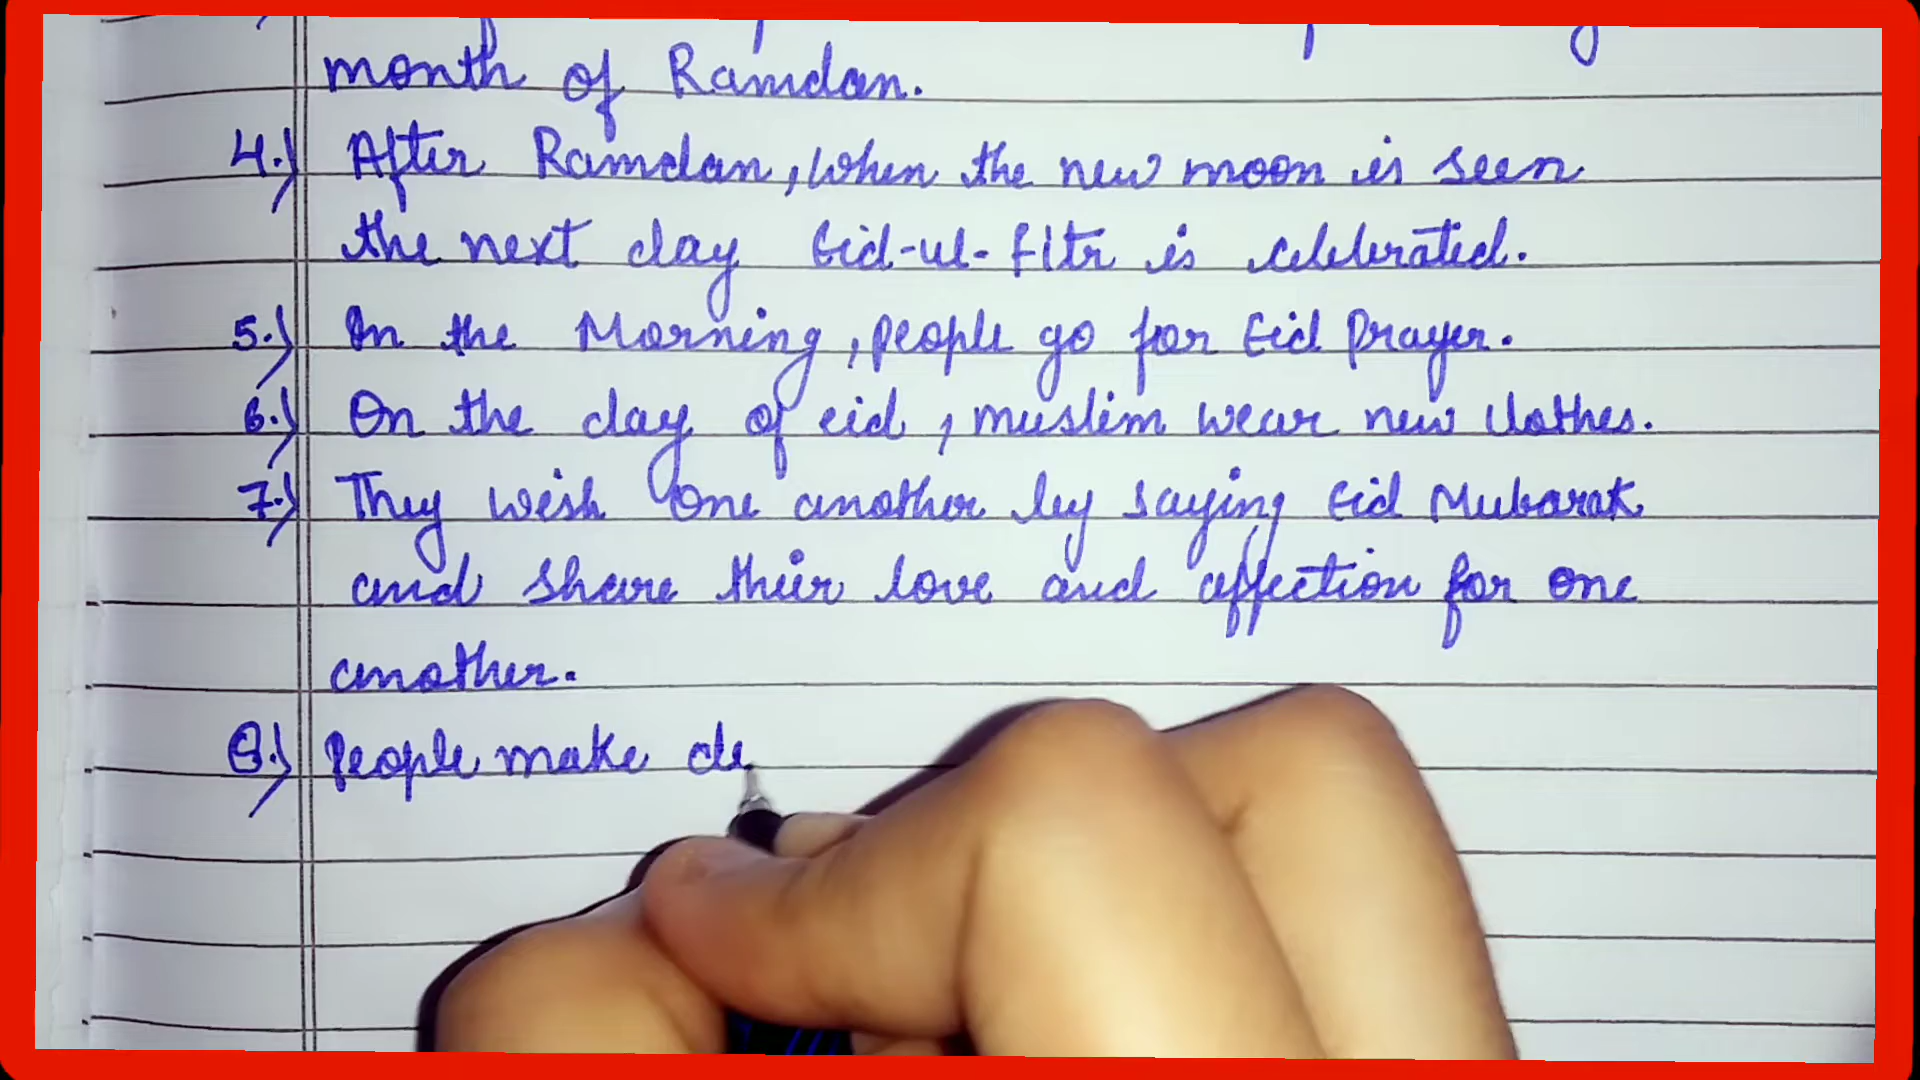 month of Ramdan.
4.) After Ramdan, when the new moon is seen
the next day Eid-ul-Fitr is celebrated.
5.) In the Morning, people go for Eid Prayer.
6.) On the day of eid, muslim wear new clothes.
7.) They wish one another by saying Eid Mubarak
and share their love and affection for one
another.
8.) People make de